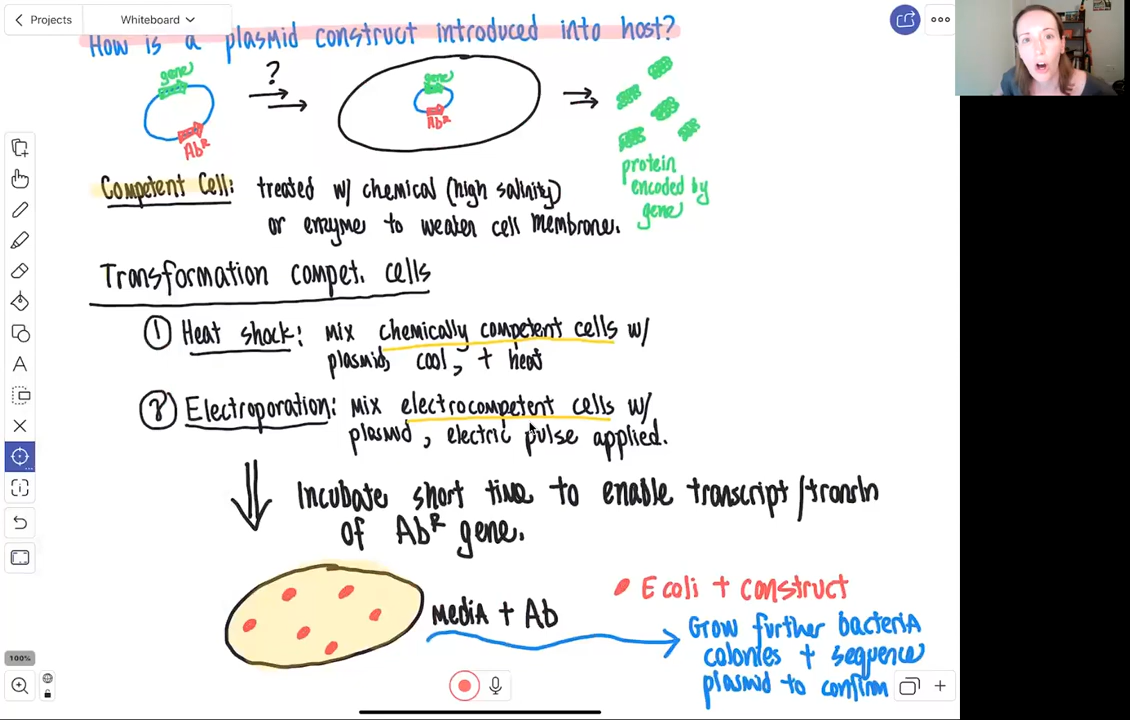 Projects
Whiteboard
How is a plasmid construct introduced into host?
gene
?
gene
AbR
AbR
protein
encoded by
gene
Competent Cell: treated w/ chemical (high salinity)
or enzyme to weaken cell membrane.
Transformation compet. cells
① Heat shock: mix chemically competent cells w/
plasmid, cool, + heat
② Electroporation: mix electrocompetent cells w/
plasmid, electric pulse applied.
Incubate short time to enable transcript/transln
of AbR gene.
Media + Ab
E coli + construct
Grow further bacteria
colonies + sequence
plasmid to confirm
A
100%